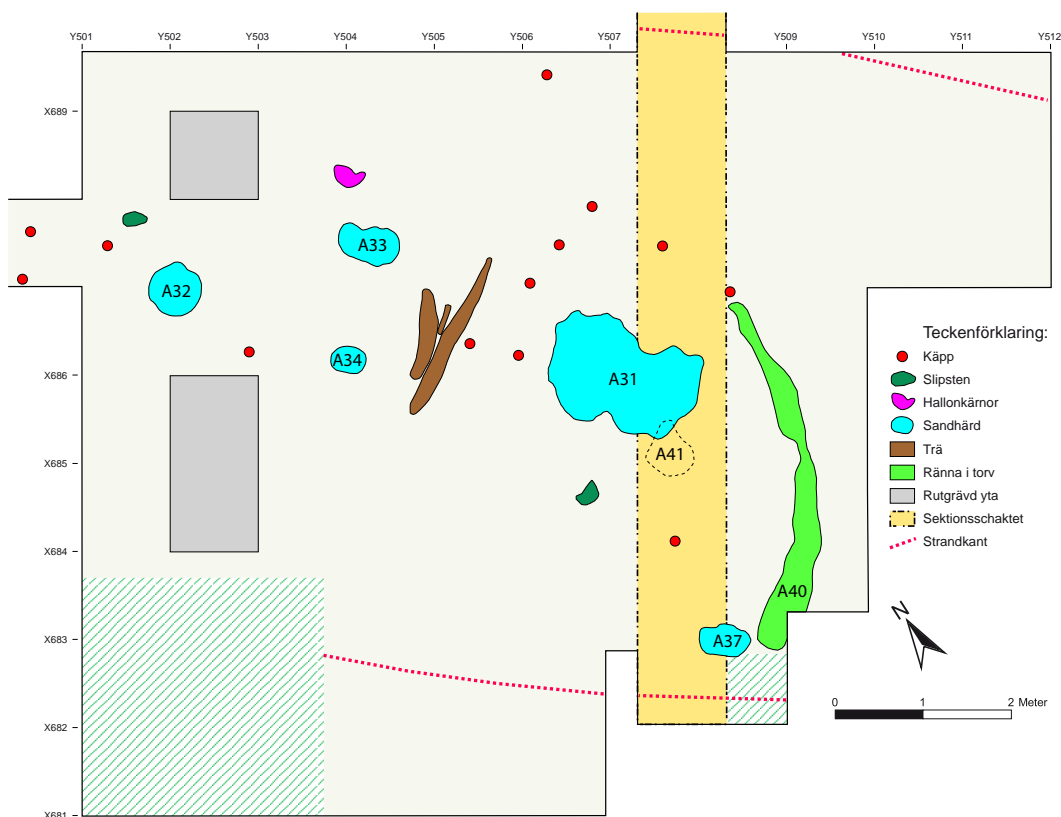 Y501 Y502 Y503 Y504 Y505 Y506 Y507 Y509 Y510 Y511 Y512
X689
A33
A32
A34
X686
A31
A41
X685
X684
A40
X683
A37
X682
X681
Teckenförklaring:
Käpp
Slipsten
Hallonkärnor
Sandhärd
Trä
Ränna i torv
Rutgrävd yta
Sektionsschaktet
Strandkant
N
0 1 2 Meter